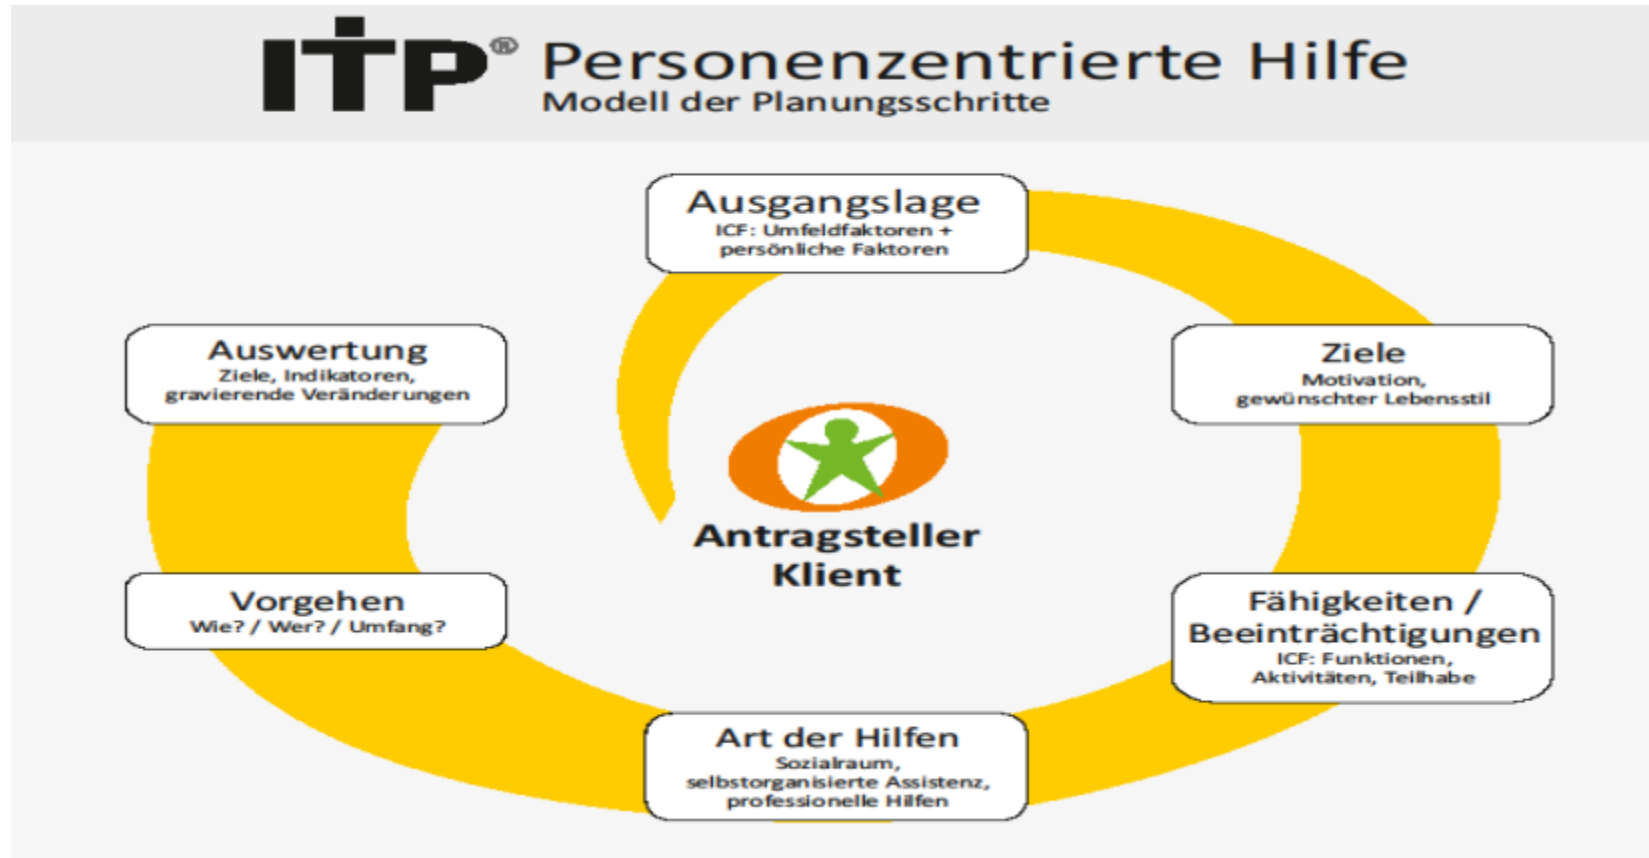 ITP® Personenzentrierte Hilfe
Modell der Planungsschritte
Ausgangslage
ICF: Umfeldfaktoren +
persönliche Faktoren
Ziele
Motivation,
gewünschter Lebensstil
Fähigkeiten /
Beeinträchtigungen
ICF: Funktionen,
Aktivitäten, Teilhabe
Art der Hilfen
Sozialraum,
selbstorganisierte Assistenz,
professionelle Hilfen
Vorgehen
Wie? / Wer? / Umfang?
Auswertung
Ziele, Indikatoren,
gravierende Veränderungen
Antragsteller
Klient